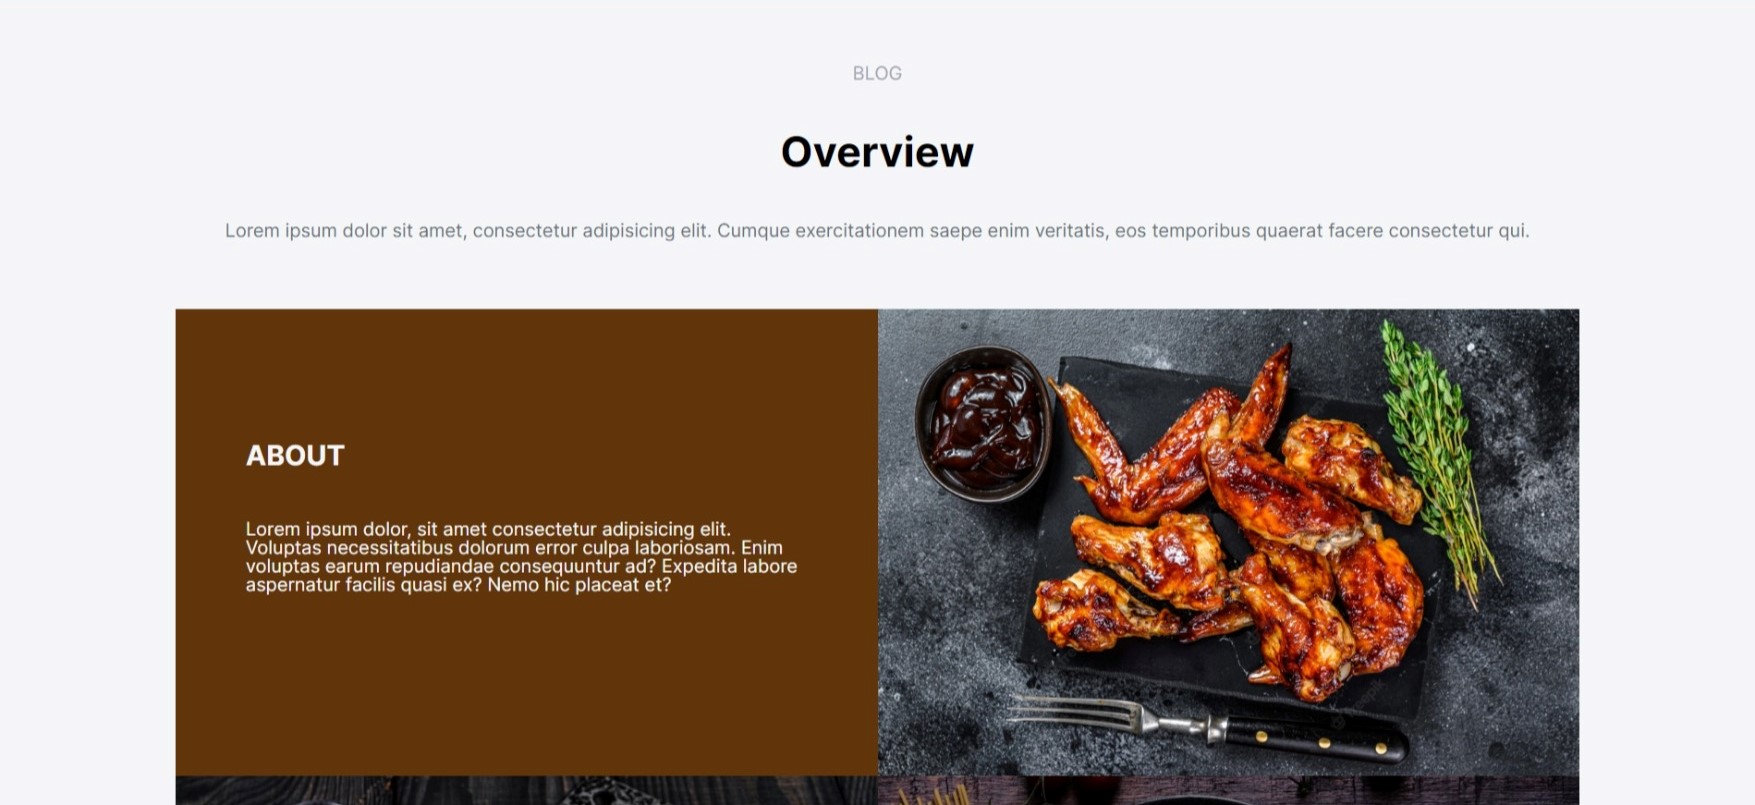 BLOG
Overview
Lorem ipsum dolor sit amet, consectetur adipisicing elit. Cumque exercitationem saepe enim veritatis, eos temporibus quaerat facere consectetur qui.
ABOUT
Lorem ipsum dolor, sit amet consectetur adipisicing elit.
Voluptas necessitatibus dolorum error culpa laboriosam. Enim
voluptas earum repudiandae consequuntur ad? Expedita labore
aspernatur facilis quasi ex? Nemo hic placeat et?